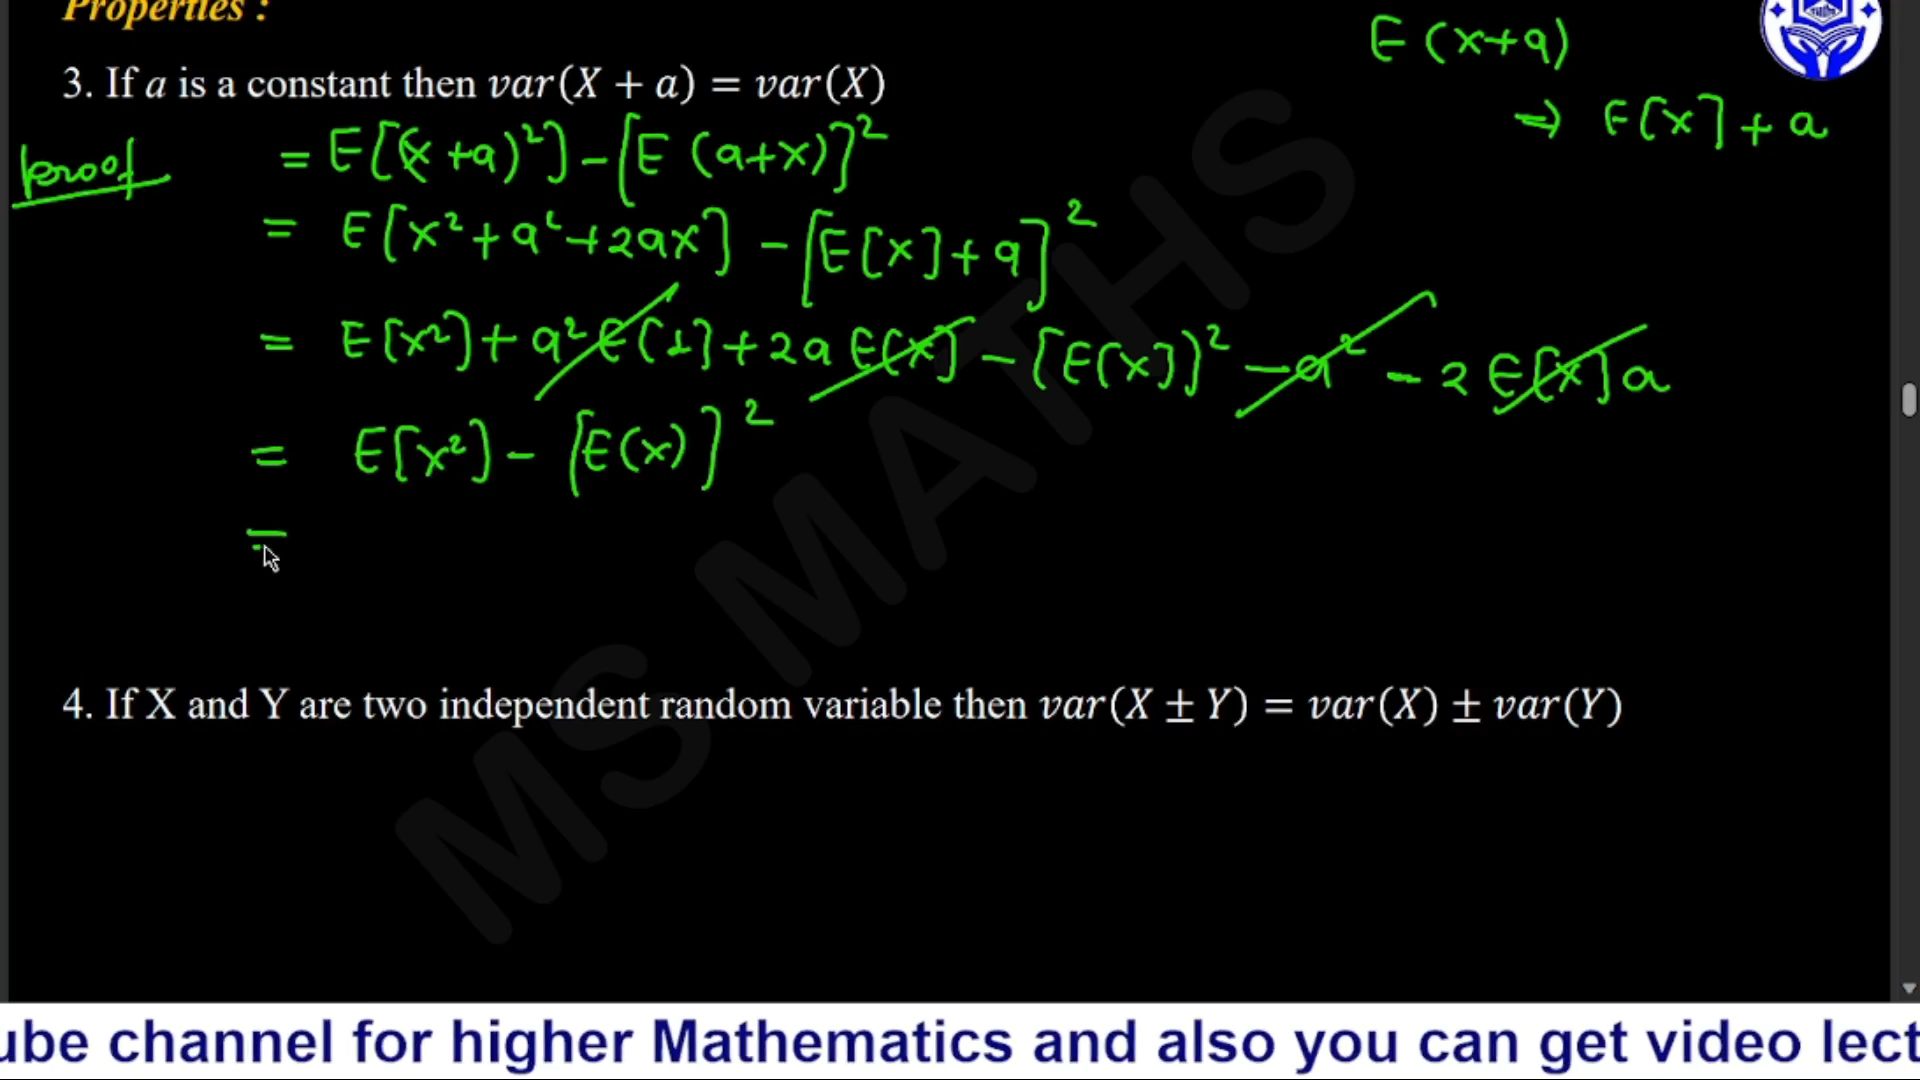 Properties :
E (x+a)
3. If a is a constant then var(X + a) = var(X)
⇒ E[x] + a
Proof
= E[(x+a)²] - [E (a+x)]²
= E[x²+a²+2ax] - [E[x]+a]²
= E[x²]+a²E[1]+2a E[x] - [E[x]]² - a² - 2 E[x] a
= E[x²] - [E(x)]²
=
4. If X and Y are two independent random variable then var(X ± Y) = var(X) ± var(Y)
MS MATHS
ube channel for higher Mathematics and also you can get video lect